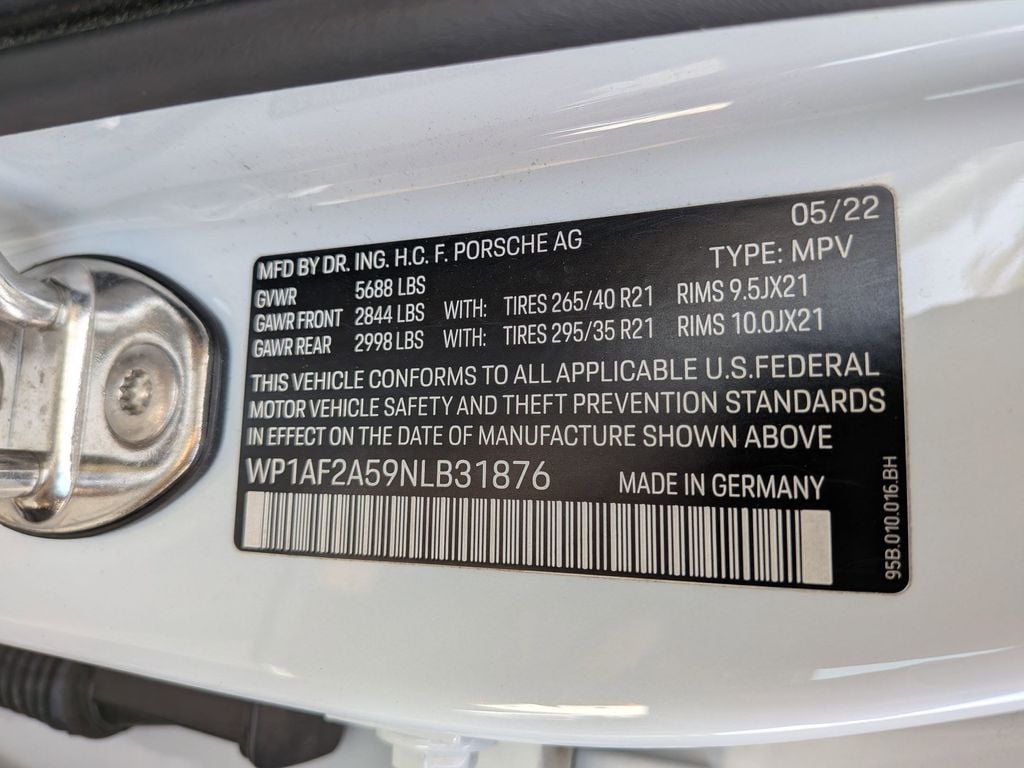 05/22
MFD BY DR. ING. H.C. F. PORSCHE AG TYPE: MPV
GVWR 5688 LBS
GAWR FRONT 2844 LBS WITH: TIRES 265/40 R21 RIMS 9.5JX21
GAWR REAR 2998 LBS WITH: TIRES 295/35 R21 RIMS 10.0JX21
THIS VEHICLE CONFORMS TO ALL APPLICABLE U.S.FEDERAL
MOTOR VEHICLE SAFETY AND THEFT PREVENTION STANDARDS
IN EFFECT ON THE DATE OF MANUFACTURE SHOWN ABOVE
WP1AF2A59NLB31876 MADE IN GERMANY
95B.010.016.BH